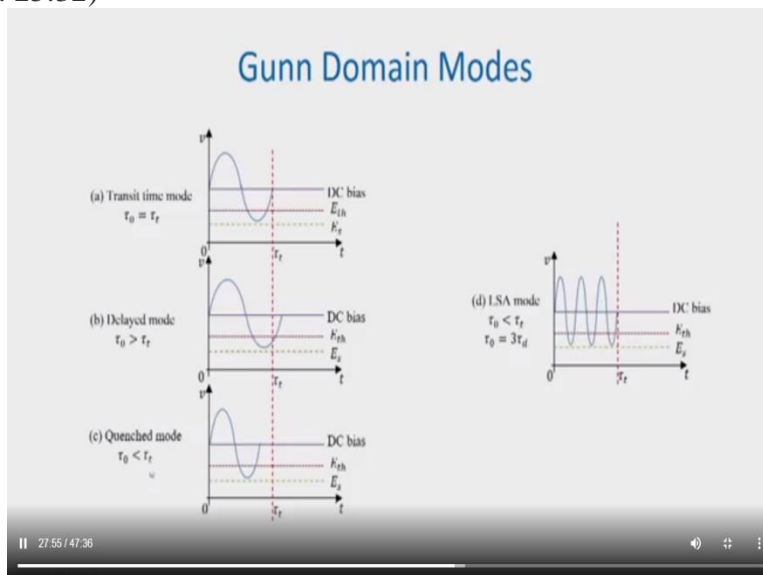 Gunn Domain Modes
(a) Transit time mode
τ₀ = τₜ
v
DC bias
Eth
Es
0
τₜ
t
(b) Delayed mode
τ₀ > τₜ
v
DC bias
Eth
Es
0
τₜ
t
(c) Quenched mode
τ₀ < τₜ
v
DC bias
Eth
Es
0
τₜ
t
(d) LSA mode
τ₀ < τₜ
τ₀ = 3τd
v
DC bias
Eth
Es
0
τₜ
t
27:55 / 47:36